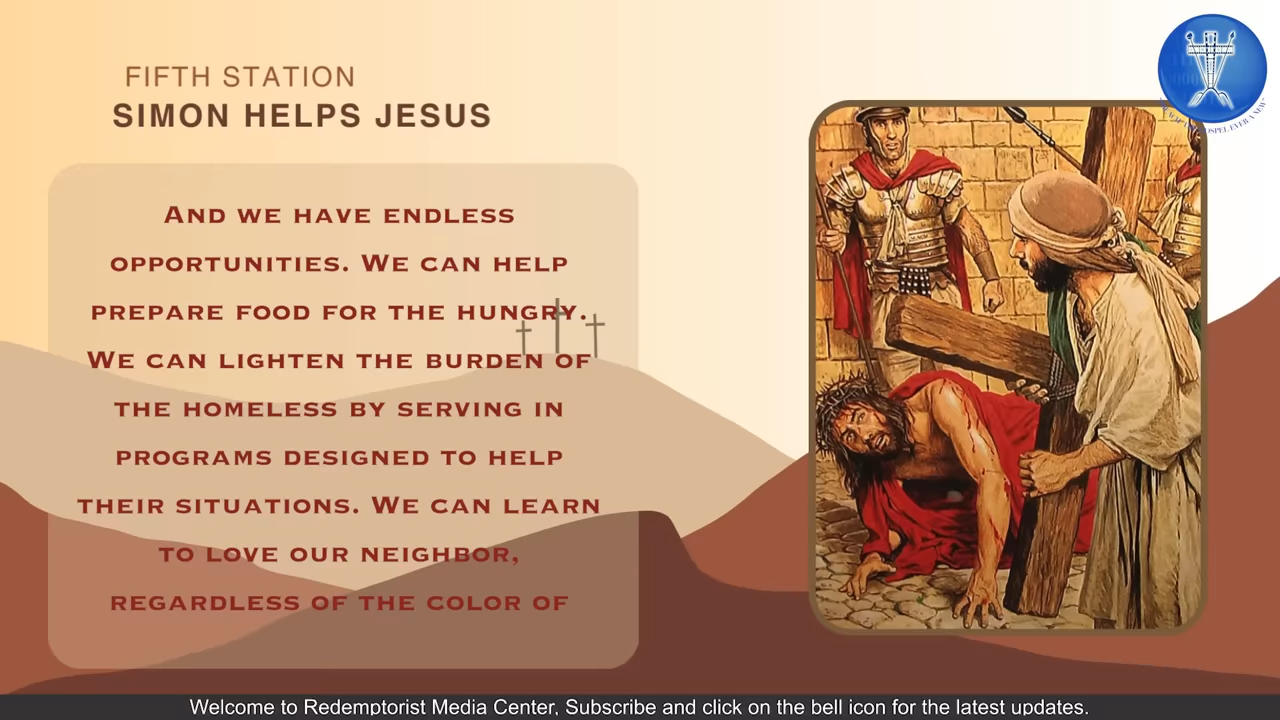 FIFTH STATION
SIMON HELPS JESUS
AND WE HAVE ENDLESS
OPPORTUNITIES. WE CAN HELP
PREPARE FOOD FOR THE HUNGRY.
WE CAN LIGHTEN THE BURDEN OF
THE HOMELESS BY SERVING IN
PROGRAMS DESIGNED TO HELP
THEIR SITUATIONS. WE CAN LEARN
TO LOVE OUR NEIGHBOR,
REGARDLESS OF THE COLOR OF
Welcome to Redemptorist Media Center, Subscribe and click on the bell icon for the latest updates.